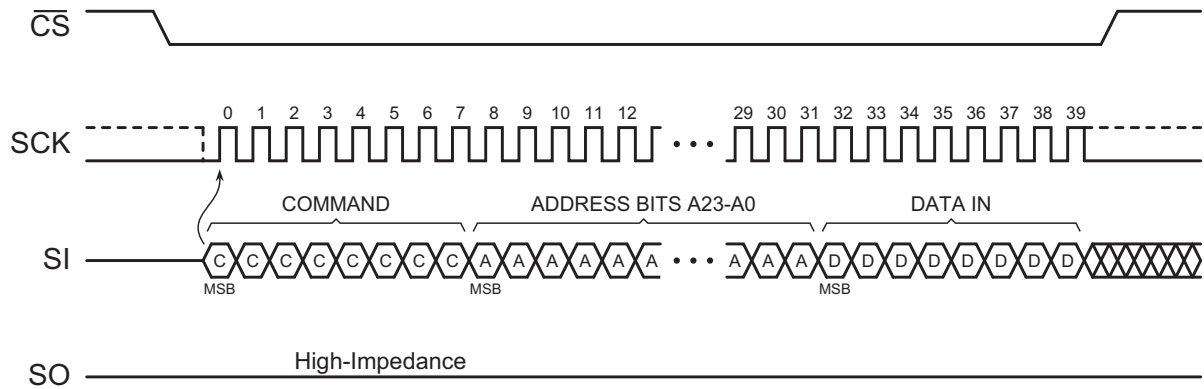 CS
0 1 2 3 4 5 6 7 8 9 10 11 12 29 30 31 32 33 34 35 36 37 38 39
SCK • • •
COMMAND ADDRESS BITS A23-A0 DATA IN
SI C C C C C C C C A A A A A A • • • A A A D D D D D D D D
MSB MSB MSB
High-Impedance
SO